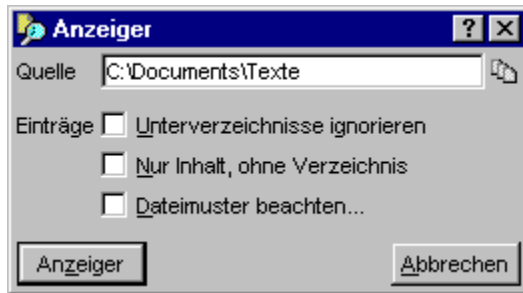 Anzeiger
Quelle C:\Documents\Texte
Einträge Unterverzeichnisse ignorieren
Nur Inhalt, ohne Verzeichnis
Dateimuster beachten...
Anzeiger Abbrechen